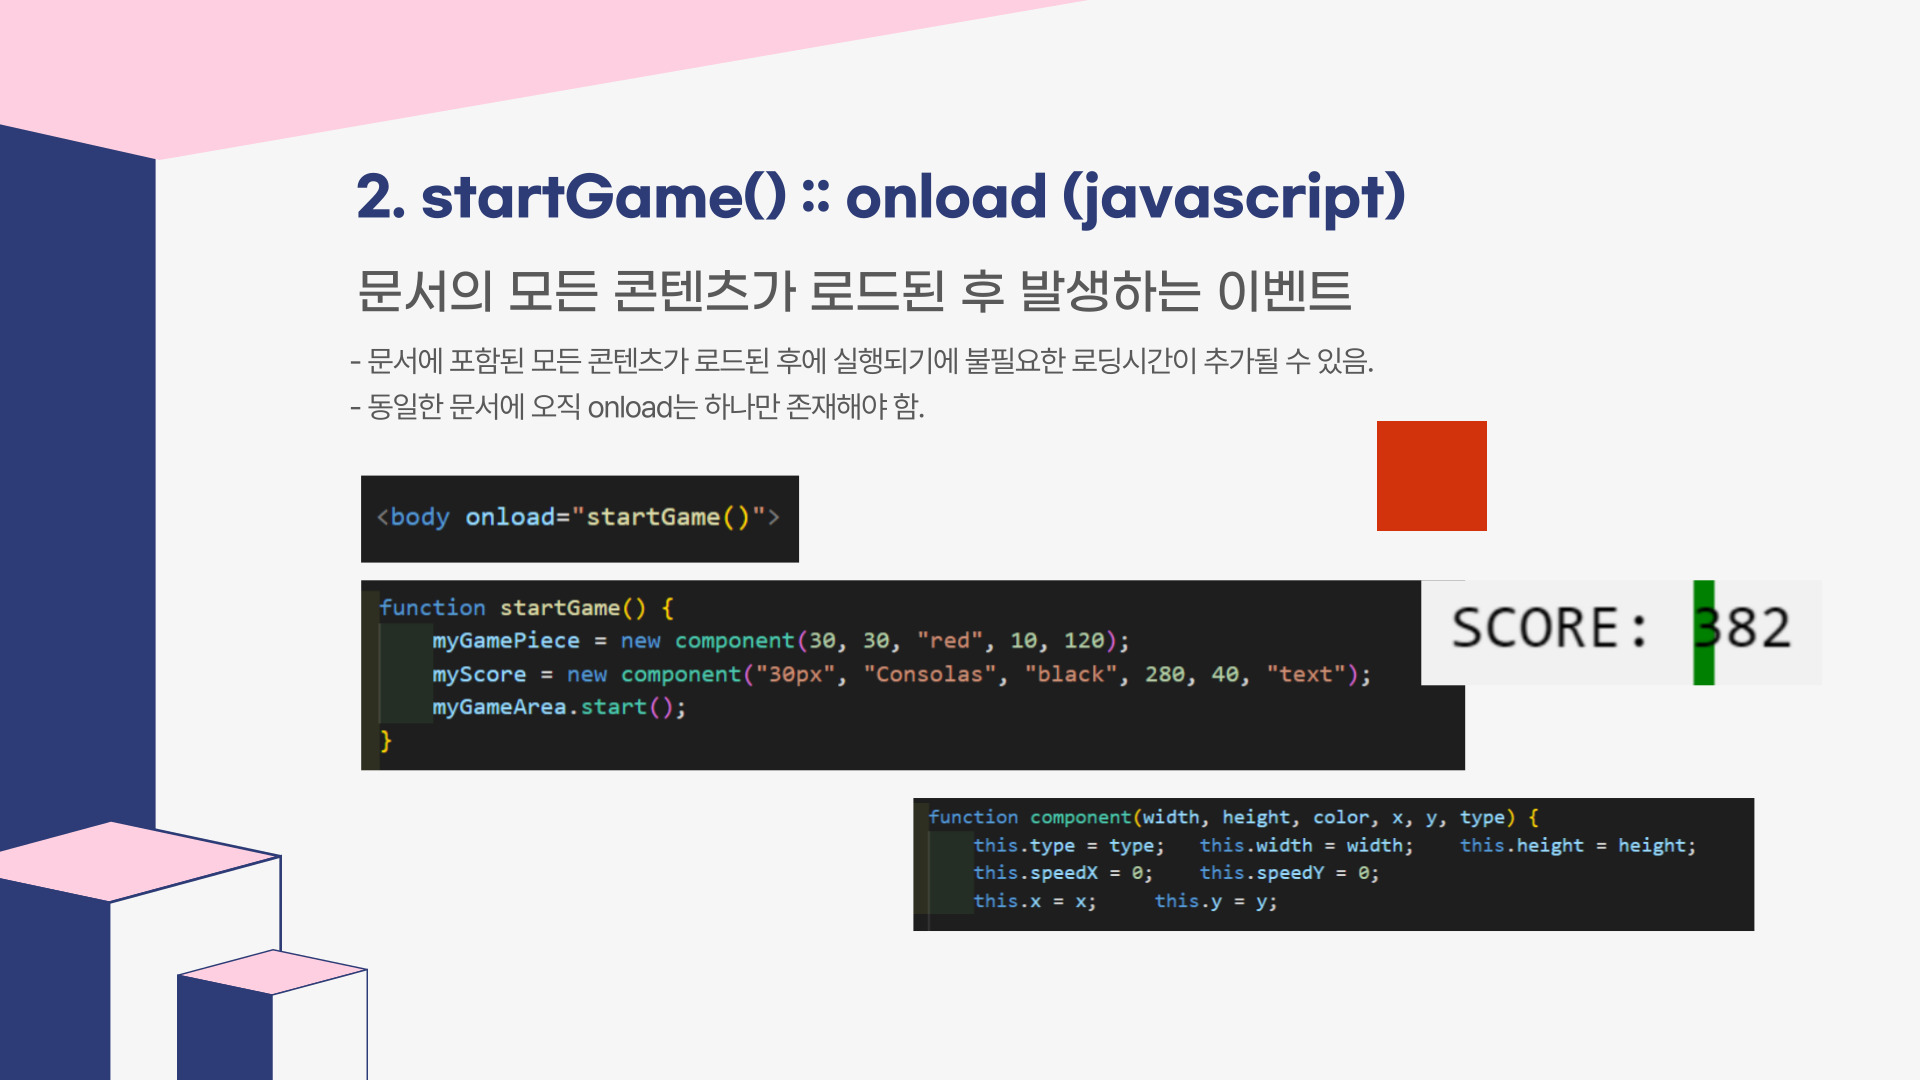 2. startGame() :: onload (javascript)
문서의 모든 콘텐츠가 로드된 후 발생하는 이벤트
- 문서에 포함된 모든 콘텐츠가 로드된 후에 실행되기에 불필요한 로딩시간이 추가될 수 있음.
- 동일한 문서에 오직 onload는 하나만 존재해야 함.
<body onload="startGame()">
function startGame() {
    myGamePiece = new component(30, 30, "red", 10, 120);
    myScore = new component("30px", "Consolas", "black", 280, 40, "text");
    myGameArea.start();
}
SCORE: 382
function component(width, height, color, x, y, type) {
    this.type = type;   this.width = width;    this.height = height;
    this.speedX = 0;    this.speedY = 0;
    this.x = x;     this.y = y;